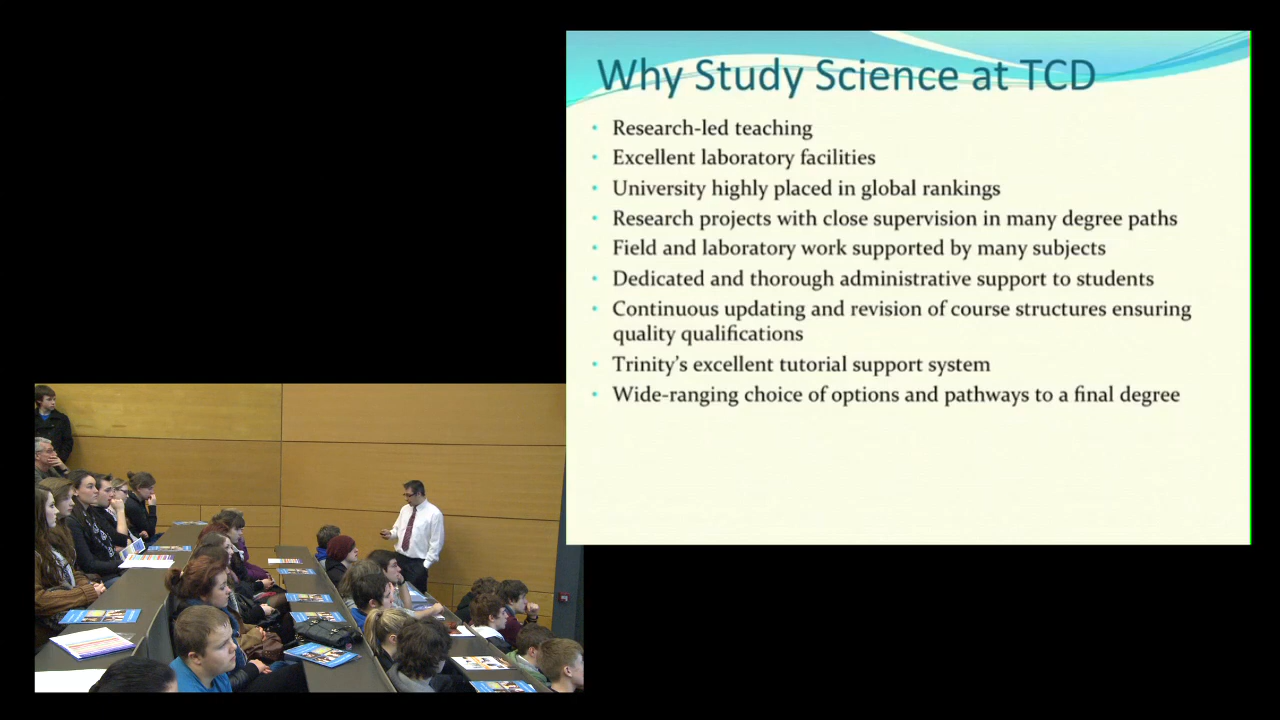 Why Study Science at TCD
• Research-led teaching
• Excellent laboratory facilities
• University highly placed in global rankings
• Research projects with close supervision in many degree paths
• Field and laboratory work supported by many subjects
• Dedicated and thorough administrative support to students
• Continuous updating and revision of course structures ensuring
quality qualifications
• Trinity’s excellent tutorial support system
• Wide-ranging choice of options and pathways to a final degree